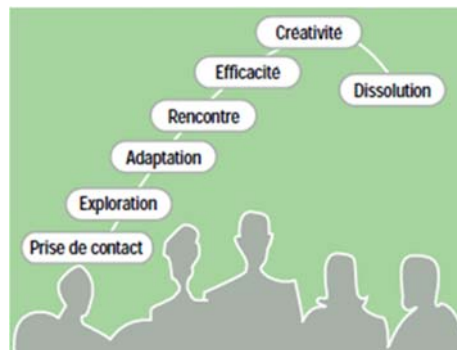 Créativité
Efficacité
Dissolution
Rencontre
Adaptation
Exploration
Prise de contact